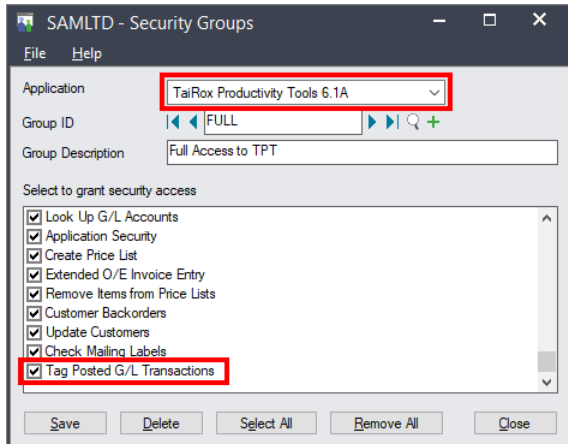 SAMLTD - Security Groups
File Help
Application TaiRox Productivity Tools 6.1A
Group ID FULL
Group Description Full Access to TPT
Select to grant security access
Look Up G/L Accounts
Application Security
Create Price List
Extended O/E Invoice Entry
Remove Items from Price Lists
Customer Backorders
Update Customers
Check Mailing Labels
Tag Posted G/L Transactions
Save Delete Select All Remove All Close